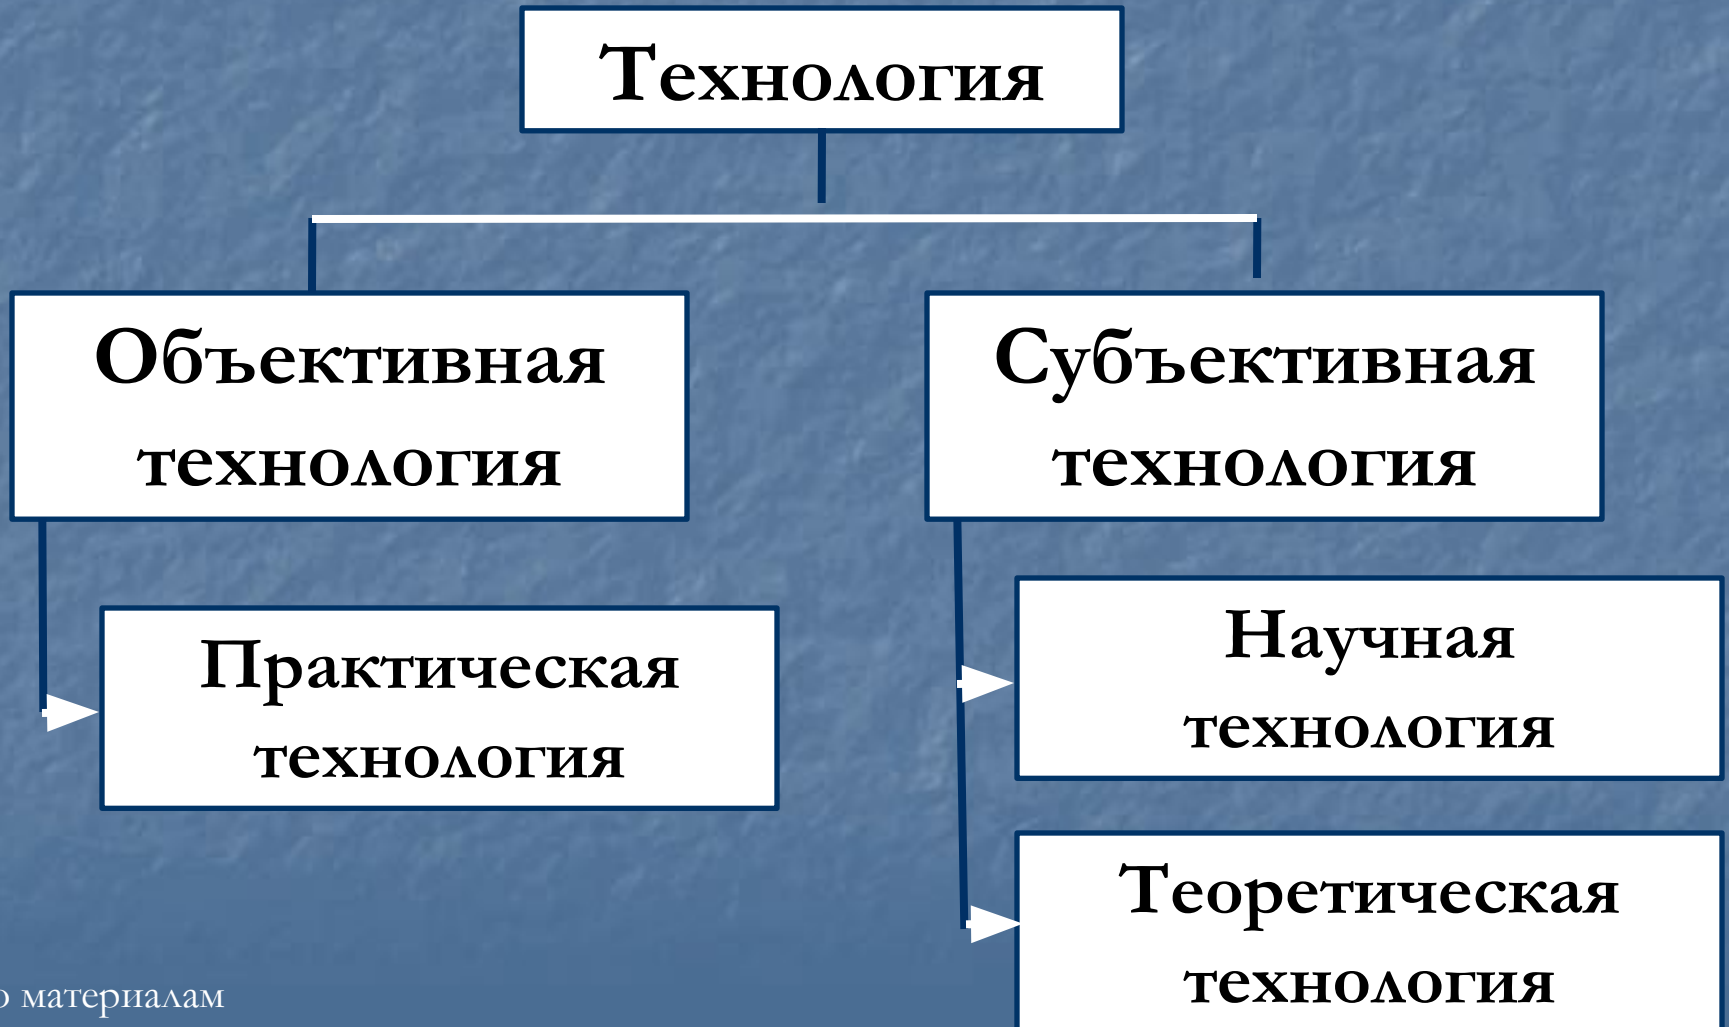 Технология
Объективная
технология
Субъективная
технология
Практическая
технология
Научная
технология
Теоретическая
технология
материалам